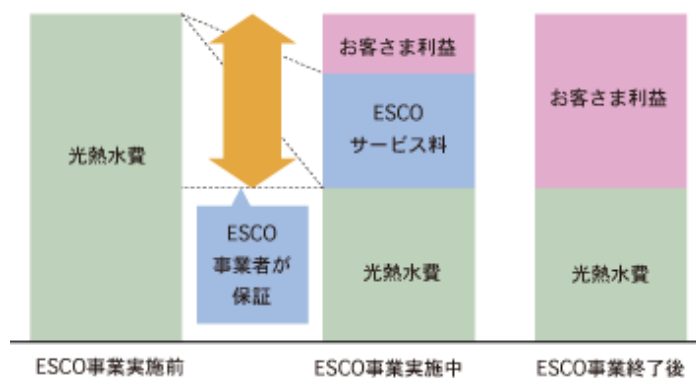 光熱水費
ESCO
事業者が
保証
お客さま利益
ESCO
サービス料
光熱水費
お客さま利益
光熱水費
ESCO事業実施前
ESCO事業実施中
ESCO事業終了後